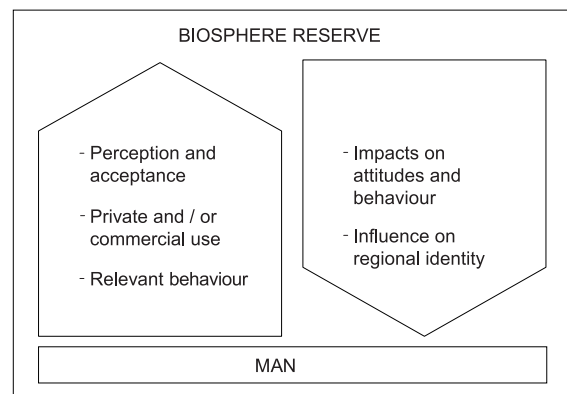 BIOSPHERE RESERVE
- Perception and
acceptance
- Private and / or
commercial use
- Relevant behaviour
- Impacts on
attitudes and
behaviour
- Influence on
regional identity
MAN